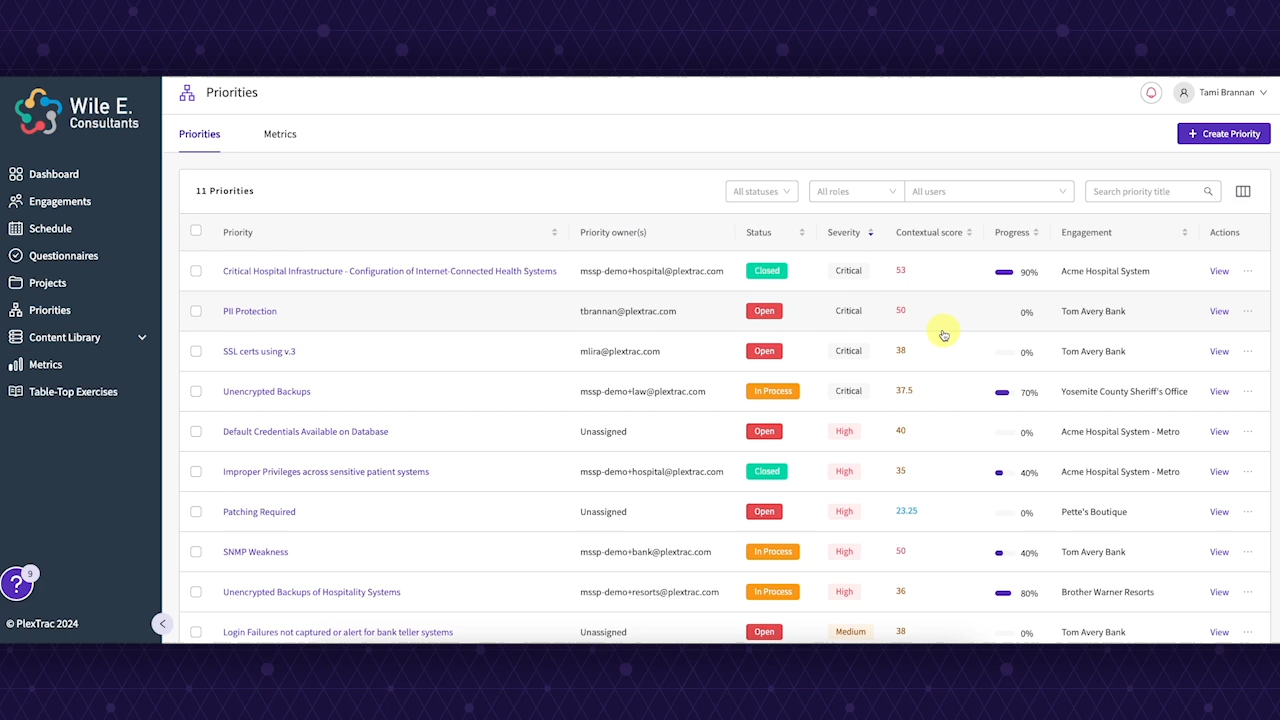 Wile E.
Consultants
Dashboard
Engagements
Schedule
Questionnaires
Projects
Priorities
Content Library
Metrics
Table-Top Exercises
?
9
© PlexTrac 2024
Priorities
Tami Brannan
Priorities Metrics
+ Create Priority
11 Priorities All statuses All roles All users Search priority title
Priority Priority owner(s) Status Severity Contextual score Progress Engagement Actions
Critical Hospital Infrastructure - Configuration of Internet-Connected Health Systems mssp-demo+hospital@plextrac.com Closed Critical 53 90% Acme Hospital System View ...
PII Protection tbrannan@plextrac.com Open Critical 50 0% Tom Avery Bank View ...
SSL certs using v.3 mlira@plextrac.com Open Critical 38 0% Tom Avery Bank View ...
Unencrypted Backups mssp-demo+law@plextrac.com In Process Critical 37.5 70% Yosemite County Sheriff's Office View ...
Default Credentials Available on Database Unassigned Open High 40 0% Acme Hospital System - Metro View ...
Improper Privileges across sensitive patient systems mssp-demo+hospital@plextrac.com Closed High 35 40% Acme Hospital System - Metro View ...
Patching Required Unassigned Open High 23.25 0% Pette's Boutique View ...
SNMP Weakness mssp-demo+bank@plextrac.com In Process High 50 40% Tom Avery Bank View ...
Unencrypted Backups of Hospitality Systems mssp-demo+resorts@plextrac.com In Process High 36 80% Brother Warner Resorts View ...
Login Failures not captured or alert for bank teller systems Unassigned Open Medium 38 0% Tom Avery Bank View ...